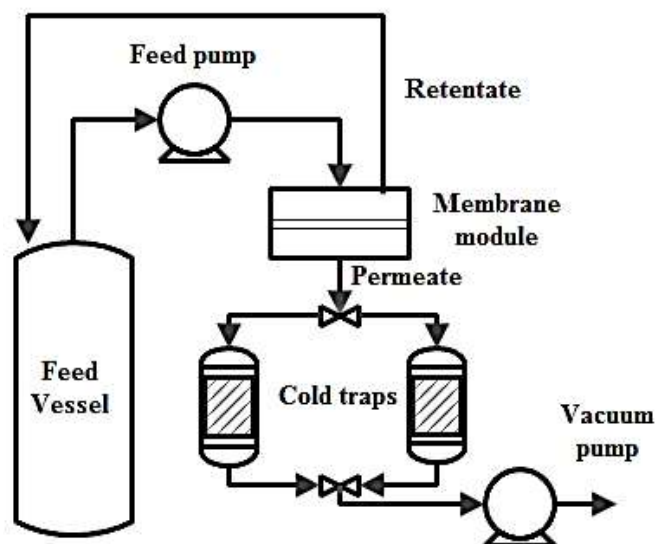 Feed pump
Retentate
Membrane
module
Permeate
Feed
Vessel
Cold traps
Vacuum
pump